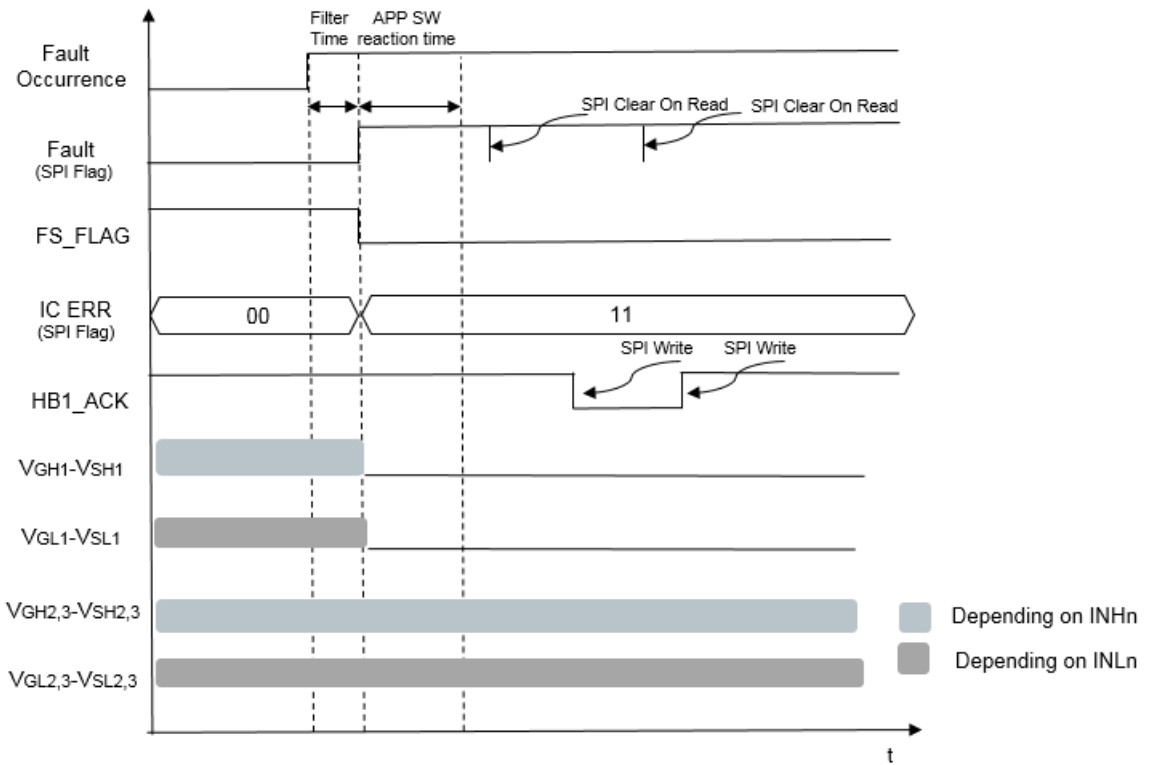 Filter
Time
APP SW
reaction time
Fault
Occurrence
SPI Clear On Read
SPI Clear On Read
Fault
(SPI Flag)
FS_FLAG
IC ERR
(SPI Flag)
00
11
SPI Write
SPI Write
HB1_ACK
VGH1-VSH1
VGL1-VSL1
VGH2,3-VSH2,3
Depending on INHn
VGL2,3-VSL2,3
Depending on INLn
t